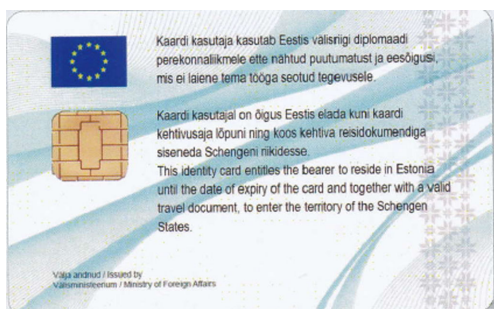 Kaardi kasutaja kasutab Eestis välisriigi diplomaadi
perekonnaliikmele ette nähtud puutumatust ja eesõigusi,
mis ei laiene tema tööga seotud tegevusele.
Kaardi kasutajal on õigus Eestis elada kuni kaardi
kehtivusaja lõpuni ning koos kehtiva reisidokumendiga
siseneda Schengeni riikidesse.
This identity card entitles the bearer to reside in Estonia
until the date of expiry of the card and together with a valid
travel document, to enter the territory of the Schengen
States.
Välja andnud / Issued by
Välisministeerium / Ministry of Foreign Affairs